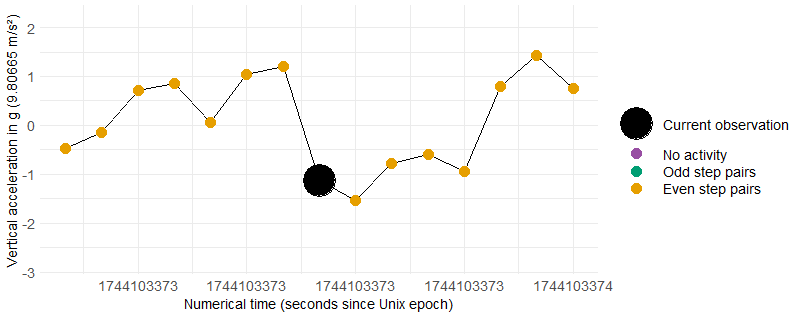 Vertical acceleration in g (9.80665 m/s²)
2
1
0
-1
-2
-3
1744103373 1744103373 1744103373 1744103373 1744103374
Numerical time (seconds since Unix epoch)
Current observation
No activity
Odd step pairs
Even step pairs